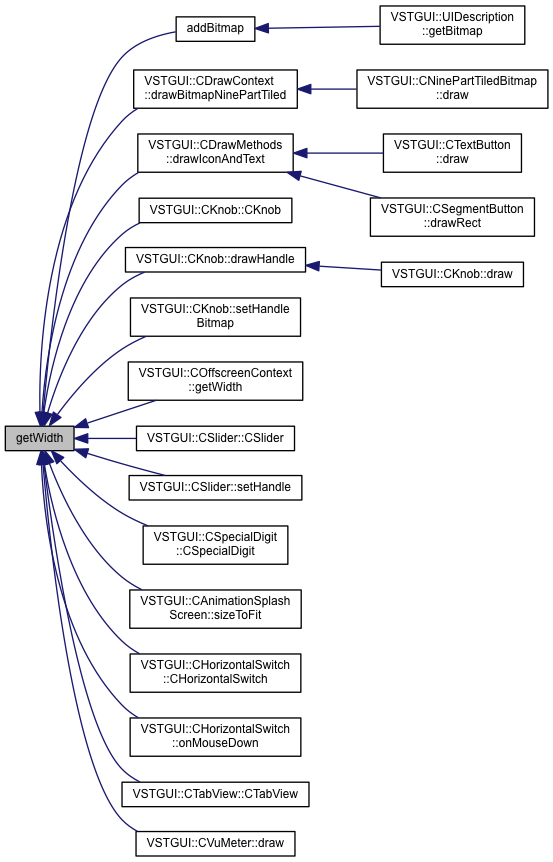 addBitmap
VSTGUI::UIDescription
::getBitmap
VSTGUI::CDrawContext
::drawBitmapNinePartTiled
VSTGUI::CNinePartTiledBitmap
::draw
VSTGUI::CDrawMethods
::drawIconAndText
VSTGUI::CTextButton
::draw
VSTGUI::CSegmentButton
::drawRect
VSTGUI::CKnob::CKnob
VSTGUI::CKnob::drawHandle
VSTGUI::CKnob::draw
VSTGUI::CKnob::setHandle
Bitmap
VSTGUI::COffscreenContext
::getWidth
getWidth
VSTGUI::CSlider::CSlider
VSTGUI::CSlider::setHandle
VSTGUI::CSpecialDigit
::CSpecialDigit
VSTGUI::CAnimationSplash
Screen::sizeToFit
VSTGUI::CHorizontalSwitch
::CHorizontalSwitch
VSTGUI::CHorizontalSwitch
::onMouseDown
VSTGUI::CTabView::CTabView
VSTGUI::CVuMeter::draw